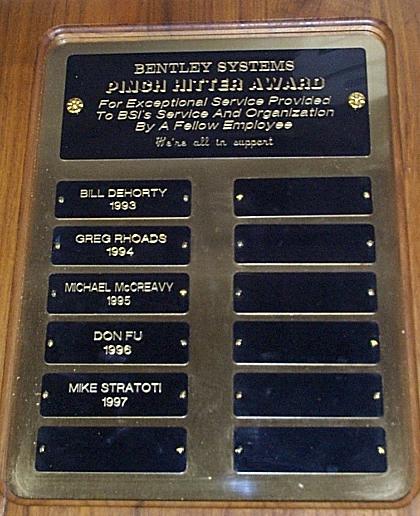 BENTLEY SYSTEMS
PINCH HITTER AWARD
For Exceptional Service Provided
To BSI's Service And Organization
By A Fellow Employee
We're all in support
BILL DEHORTY
1993
GREG RHOADS
1994
MICHAEL McCREAVY
1995
DON FU
1996
MIKE STRATOTI
1997